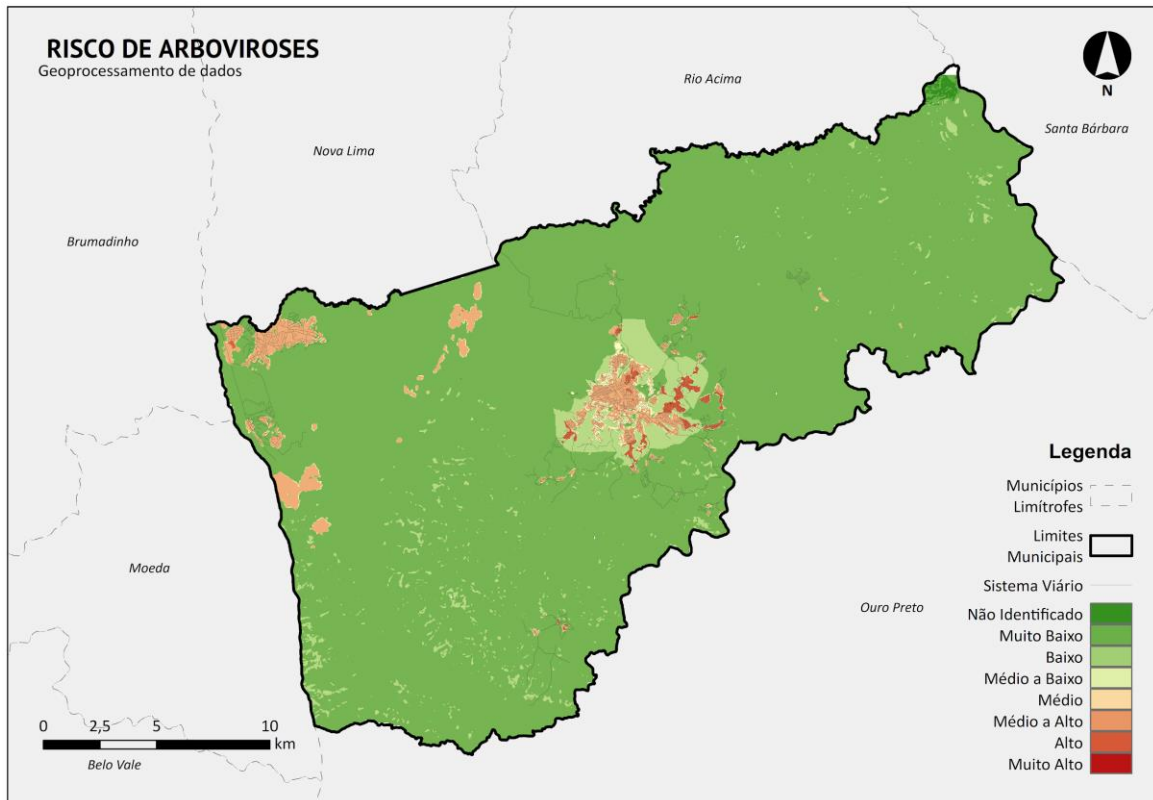 RISCO DE ARBOVIROSES
Geoprocessamento de dados
N
Rio Acima
Santa Bárbara
Nova Lima
Brumadinho
Moeda
Ouro Preto
Belo Vale
0 2,5 5 10
km
Legenda
Municípios
Limítrofes
Limites
Municipais
Sistema Viário
Não Identificado
Muito Baixo
Baixo
Médio a Baixo
Médio
Médio a Alto
Alto
Muito Alto